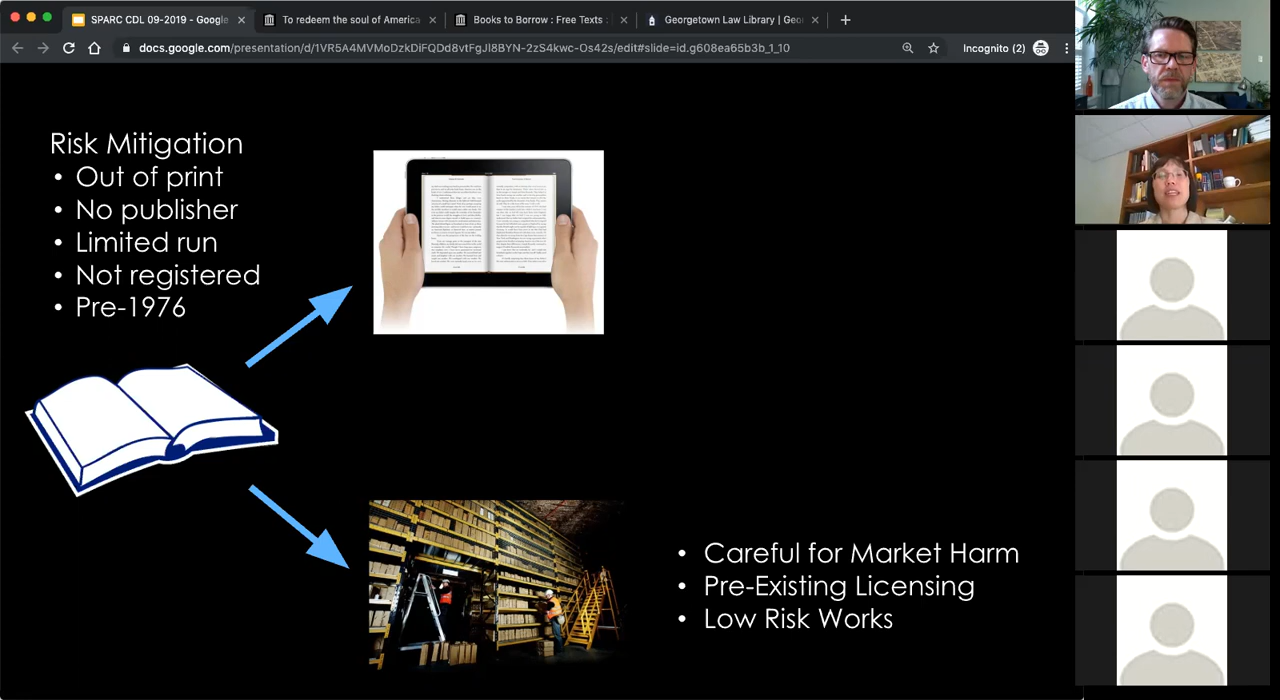 SPARC CDL 09-2019 - Google
To redeem the soul of America
Books to Borrow : Free Texts :
Georgetown Law Library | Geo
docs.google.com/presentation/d/1VR5A4MVMoDzkDiFQDd8vtFgJI8BYN-2zS4kwc-Os42s/edit#slide=id.g608ea65b3b_1_10
Incognito (2)
Risk Mitigation
• Out of print
• No publisher
• Limited run
• Not registered
• Pre-1976
• Careful for Market Harm
• Pre-Existing Licensing
• Low Risk Works